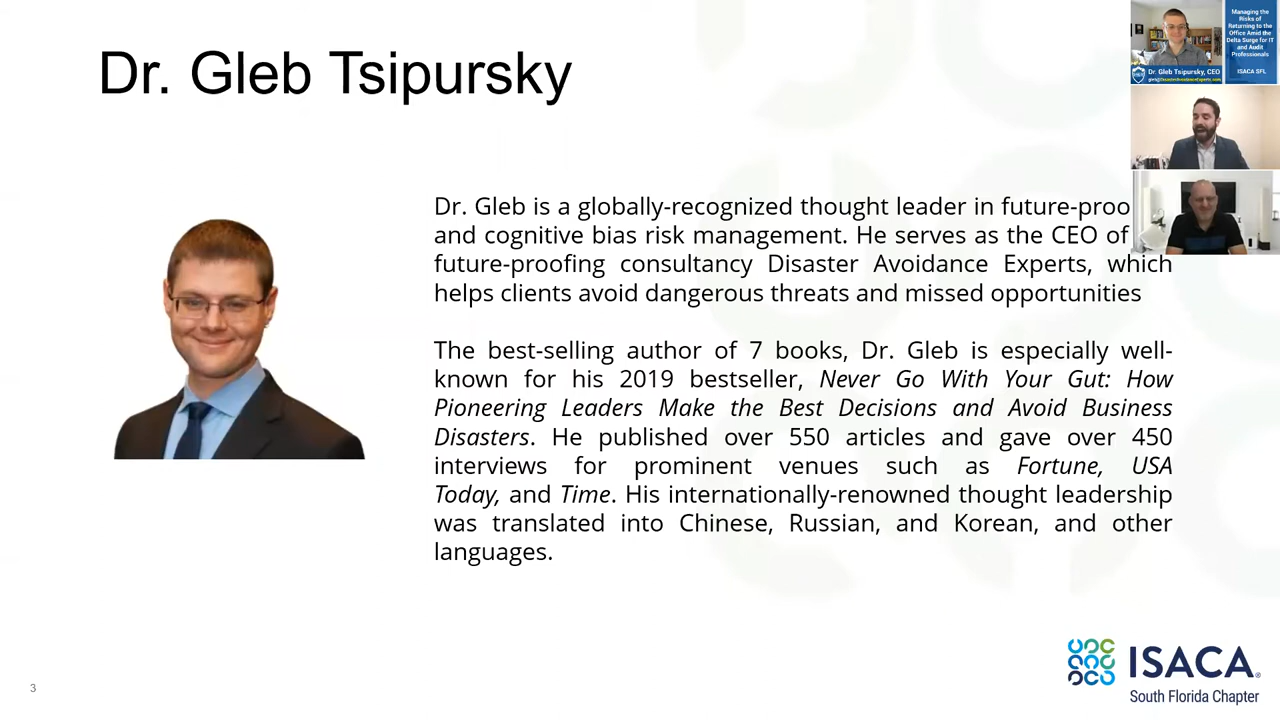 Dr. Gleb Tsipursky
Managing the
Risks of
Returning to the
Office Amid the
Delta Surge for IT
and Audit
Professionals
ISACA SFL
Dr. Gleb Tsipursky, CEO
gleb@DisasterAvoidanceExperts.com
Dr. Gleb is a globally-recognized thought leader in future-proo
and cognitive bias risk management. He serves as the CEO of
future-proofing consultancy Disaster Avoidance Experts, which
helps clients avoid dangerous threats and missed opportunities
The best-selling author of 7 books, Dr. Gleb is especially well-
known for his 2019 bestseller, Never Go With Your Gut: How
Pioneering Leaders Make the Best Decisions and Avoid Business
Disasters. He published over 550 articles and gave over 450
interviews for prominent venues such as Fortune, USA
Today, and Time. His internationally-renowned thought leadership
was translated into Chinese, Russian, and Korean, and other
languages.
3
ISACA®
South Florida Chapter